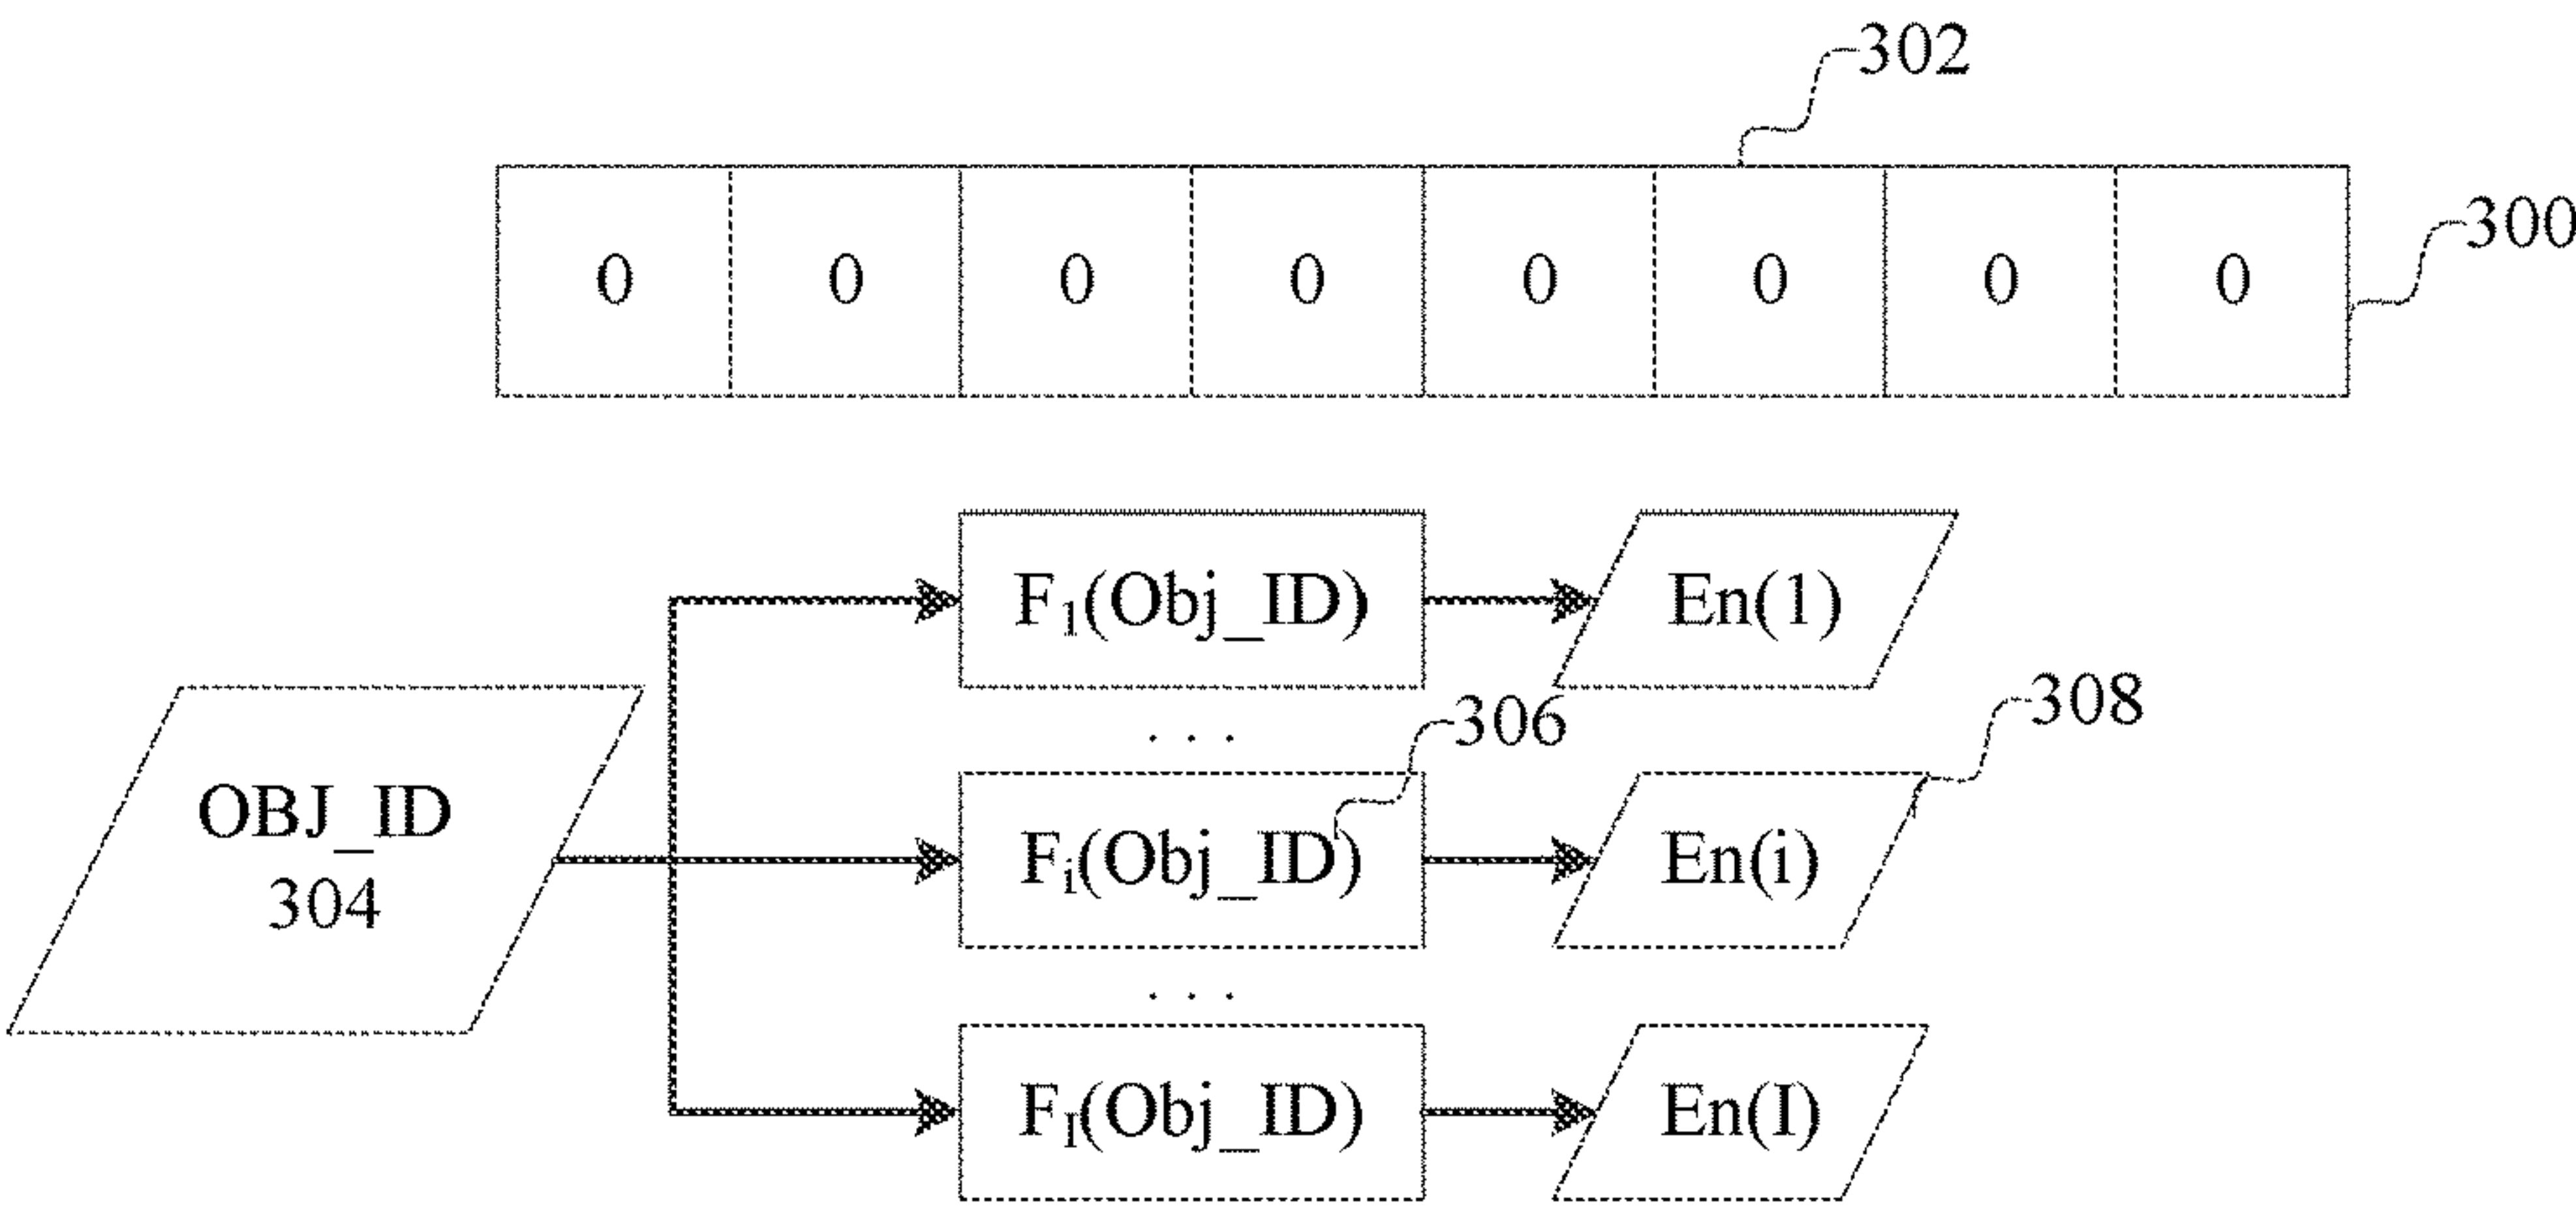 302
300
0 0 0 0 0 0 0 0
F₁(Obj_ID) En(1)
. . .
306
308
OBJ_ID
304
Fᵢ(Obj_ID) En(i)
. . .
F_I(Obj_ID) En(I)